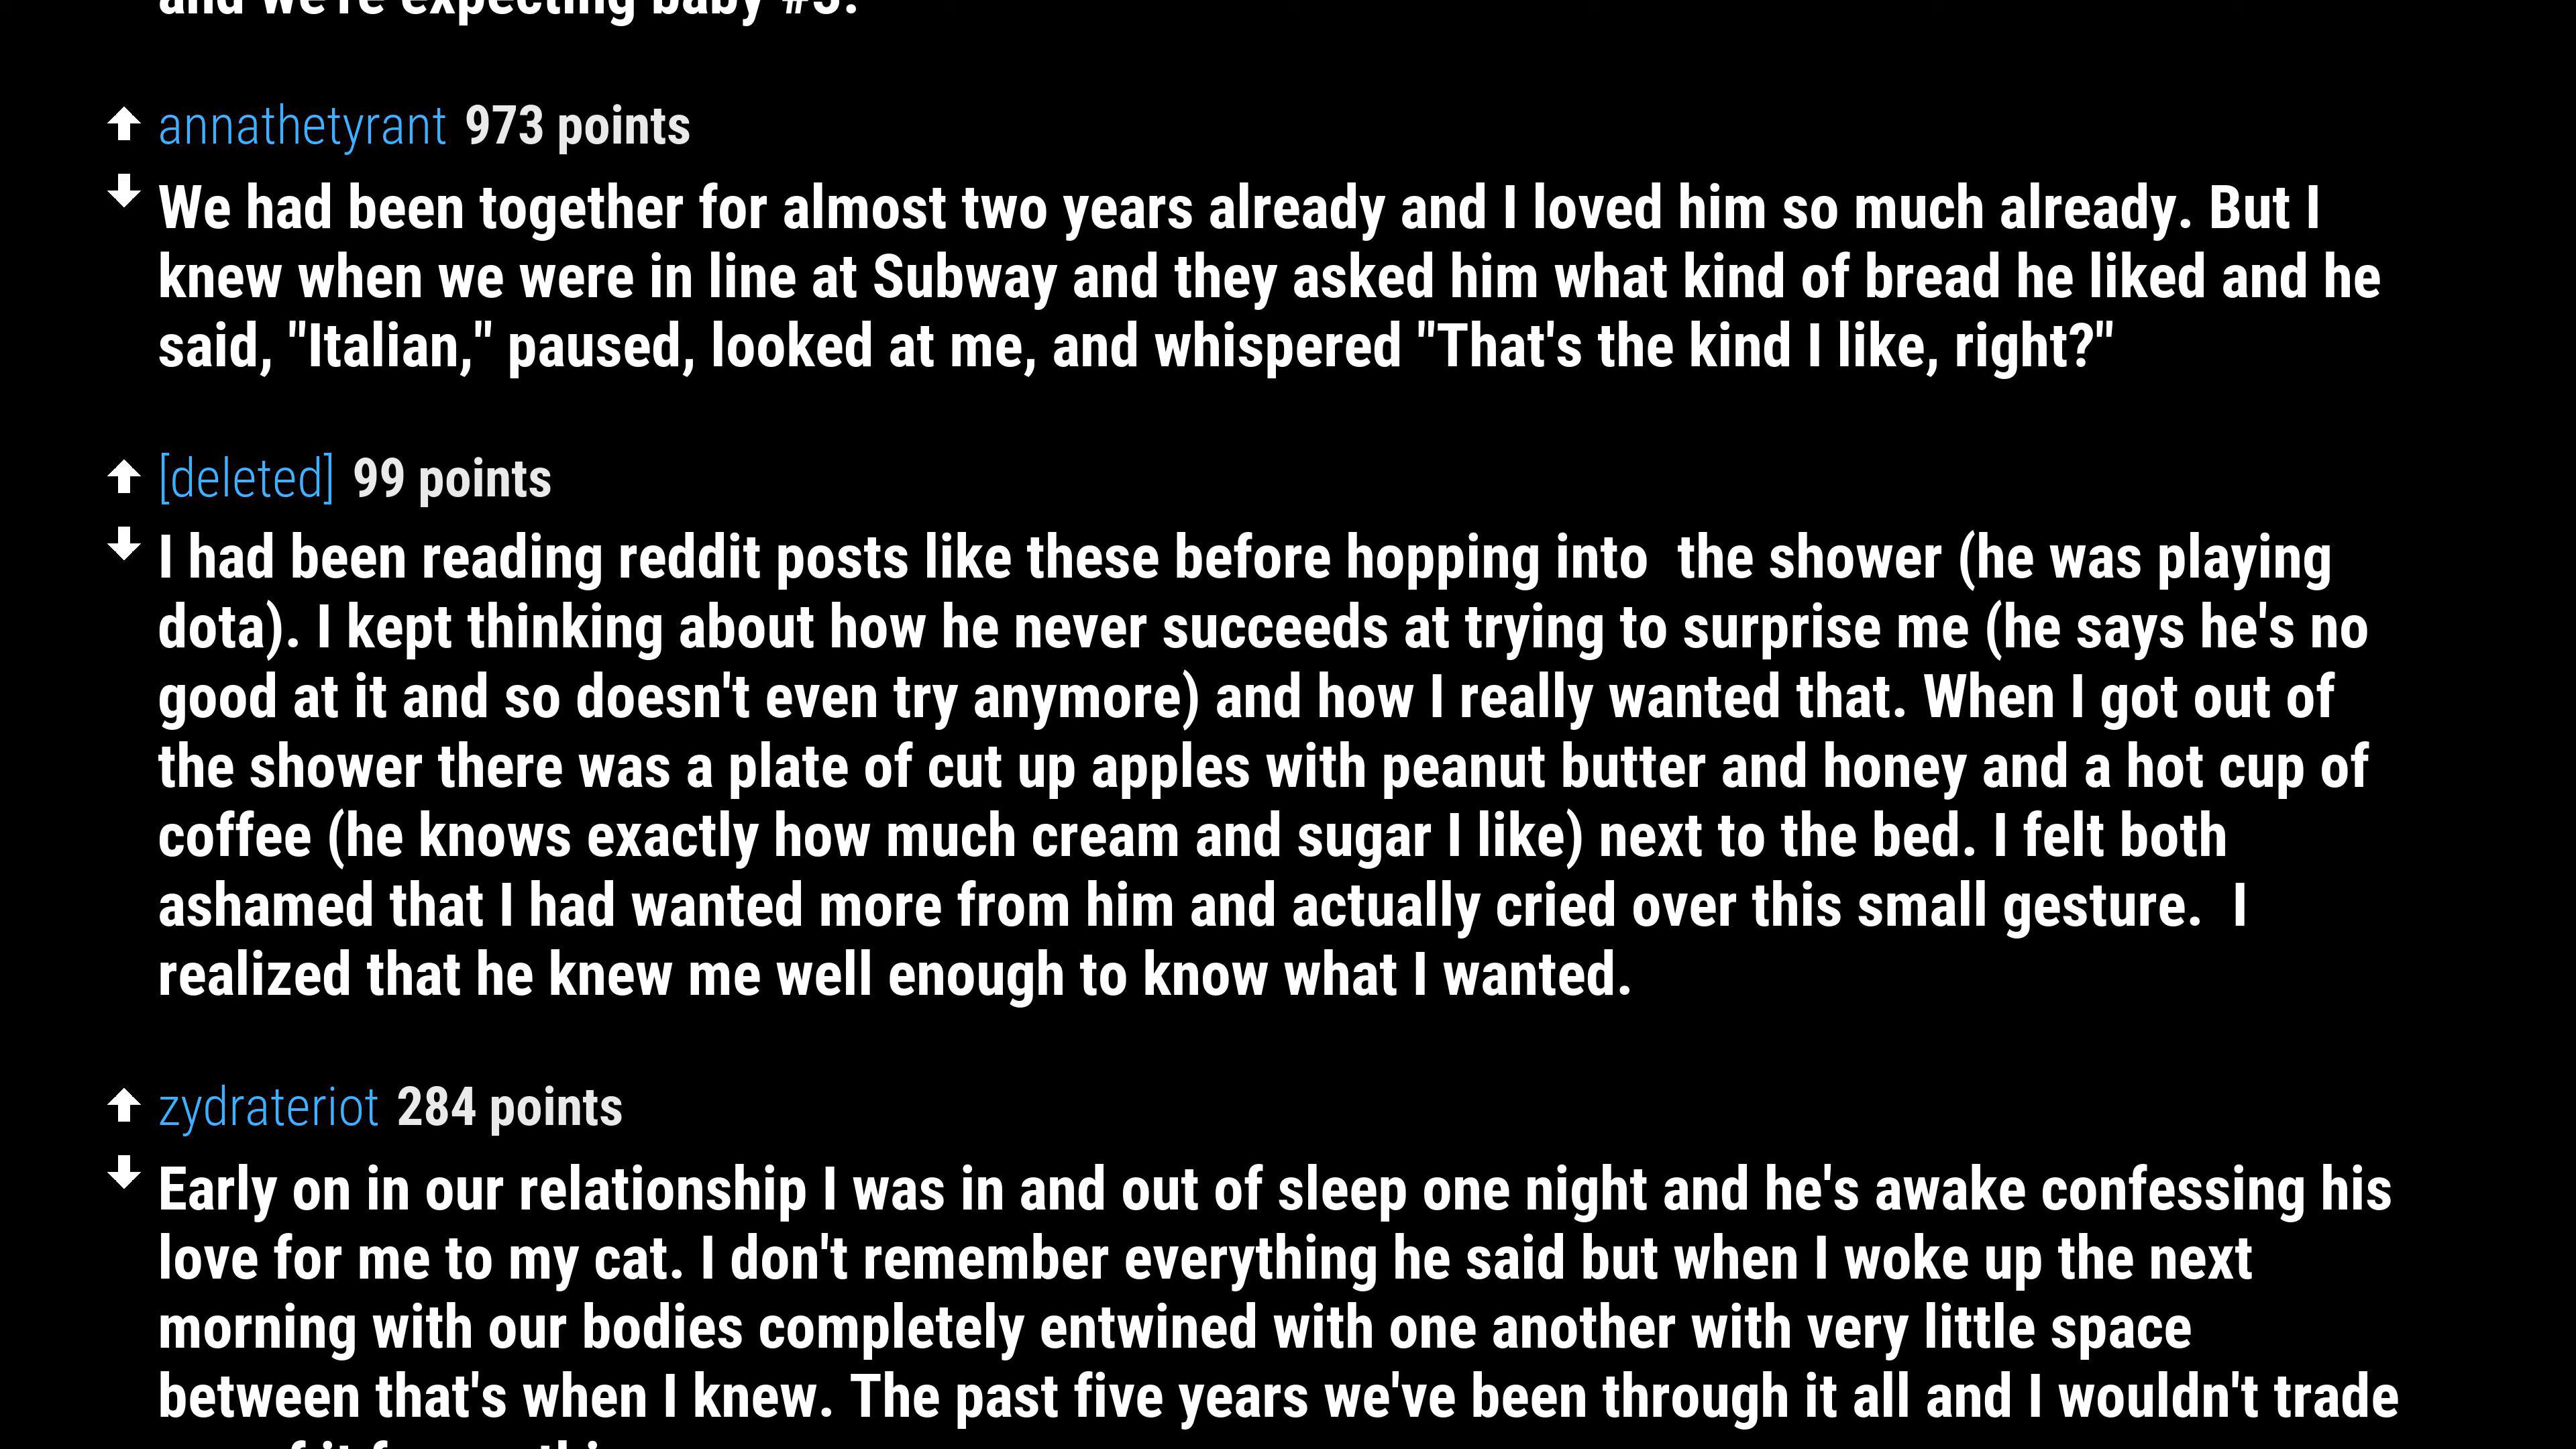 and we're expecting baby
annathetyrant 973 points
We had been together for almost two years already and I loved him so much already. But I
knew when we were in line at Subway and they asked him what kind of bread he liked and he
said, "Italian," paused, looked at me, and whispered "That's the kind I like, right?"
[deleted] 99 points
I had been reading reddit posts like these before hopping into  the shower (he was playing
dota). I kept thinking about how he never succeeds at trying to surprise me (he says he's no
good at it and so doesn't even try anymore) and how I really wanted that. When I got out of
the shower there was a plate of cut up apples with peanut butter and honey and a hot cup of
coffee (he knows exactly how much cream and sugar I like) next to the bed. I felt both
ashamed that I had wanted more from him and actually cried over this small gesture.  I
realized that he knew me well enough to know what I wanted.
zydrateriot 284 points
Early on in our relationship I was in and out of sleep one night and he's awake confessing his
love for me to my cat. I don't remember everything he said but when I woke up the next
morning with our bodies completely entwined with one another with very little space
between that's when I knew. The past five years we've been through it all and I wouldn't trade